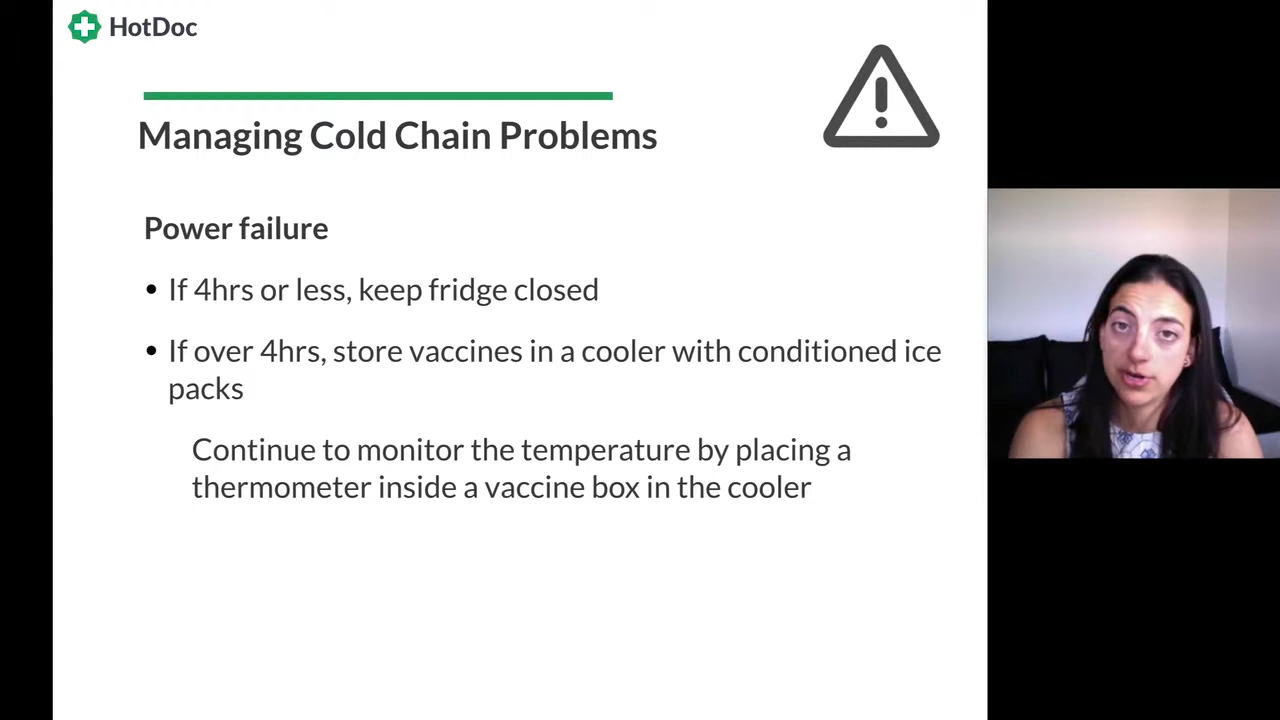 HotDoc
Managing Cold Chain Problems
Power failure
• If 4hrs or less, keep fridge closed
• If over 4hrs, store vaccines in a cooler with conditioned ice
packs
Continue to monitor the temperature by placing a
thermometer inside a vaccine box in the cooler